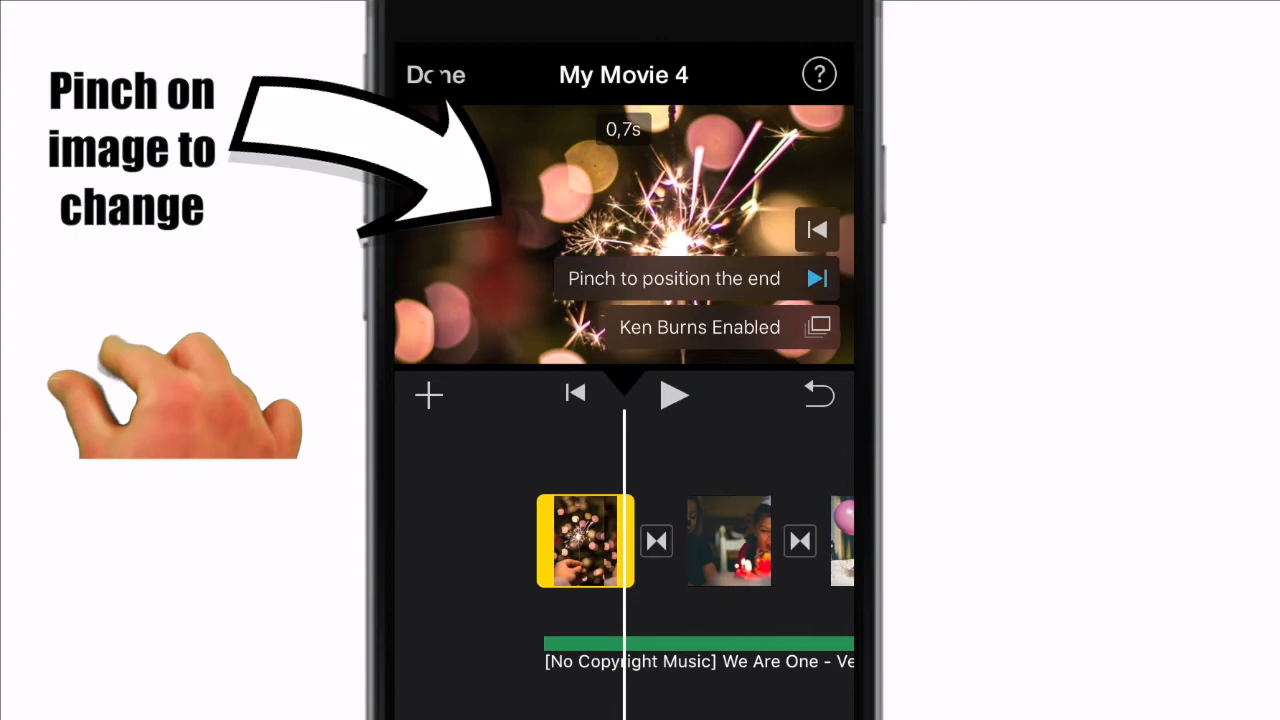 Pinch on
image to
change
Done
My Movie 4
?
0,7s
Pinch to position the end
Ken Burns Enabled
[No Copyright Music] We Are One - Ve